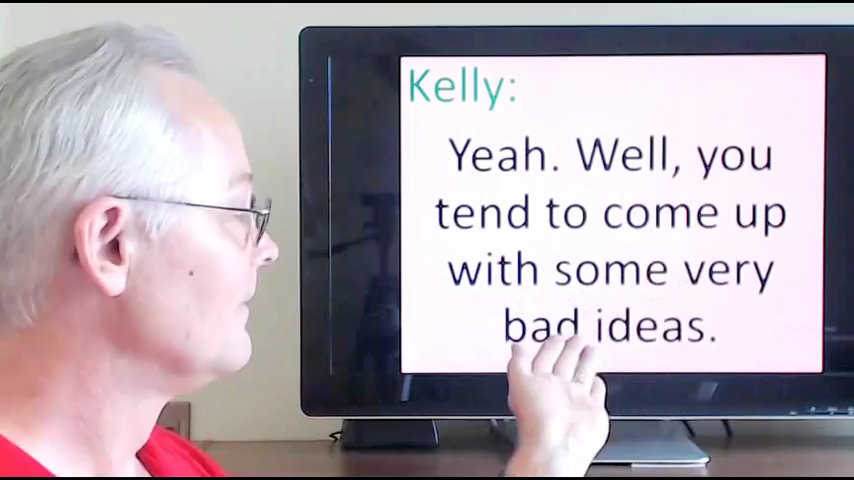 Kelly:
Yeah. Well, you
tend to come up
with some very
bad ideas.